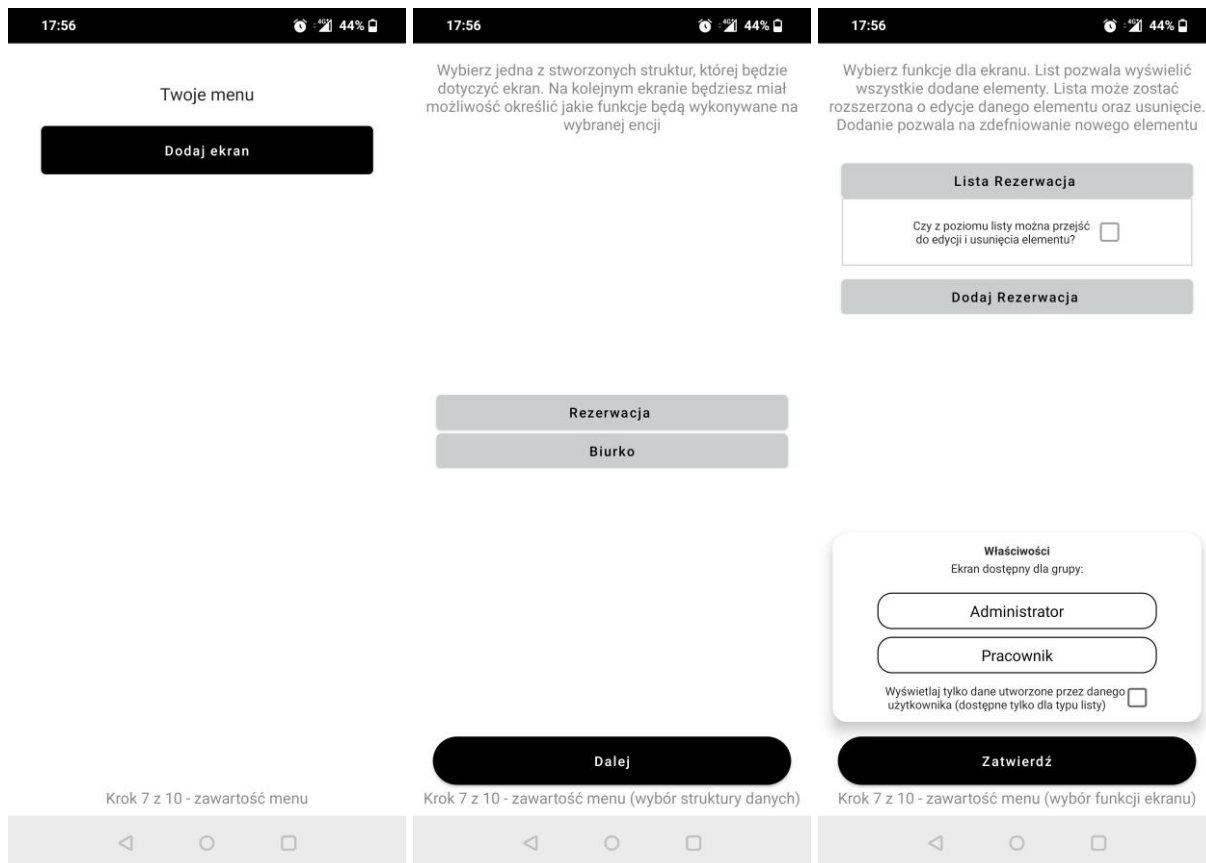 17:56
4G
44%
Twoje menu
Dodaj ekran
Krok 7 z 10 - zawartość menu
17:56
4G
44%
Wybierz jedna z stworzonych struktur, której będzie
dotyczyć ekran. Na kolejnym ekranie będziesz miał
możliwość określić jakie funkcje będą wykonywane na
wybranej encji
Rezerwacja
Biurko
Dalej
Krok 7 z 10 - zawartość menu (wybór struktury danych)
17:56
4G
44%
Wybierz funkcje dla ekranu. List pozwala wyświelić
wszystkie dodane elementy. Lista może zostać
rozszerzona o edycje danego elementu oraz usunięcie.
Dodanie pozwala na zdefniowanie nowego elementu
Lista Rezerwacja
Czy z poziomu listy można przejść
do edycji i usunięcia elementu?
Dodaj Rezerwacja
Właściwości
Ekran dostępny dla grupy:
Administrator
Pracownik
Wyświetlaj tylko dane utworzone przez danego
użytkownika (dostępne tylko dla typu listy)
Zatwierdź
Krok 7 z 10 - zawartość menu (wybór funkcji ekranu)